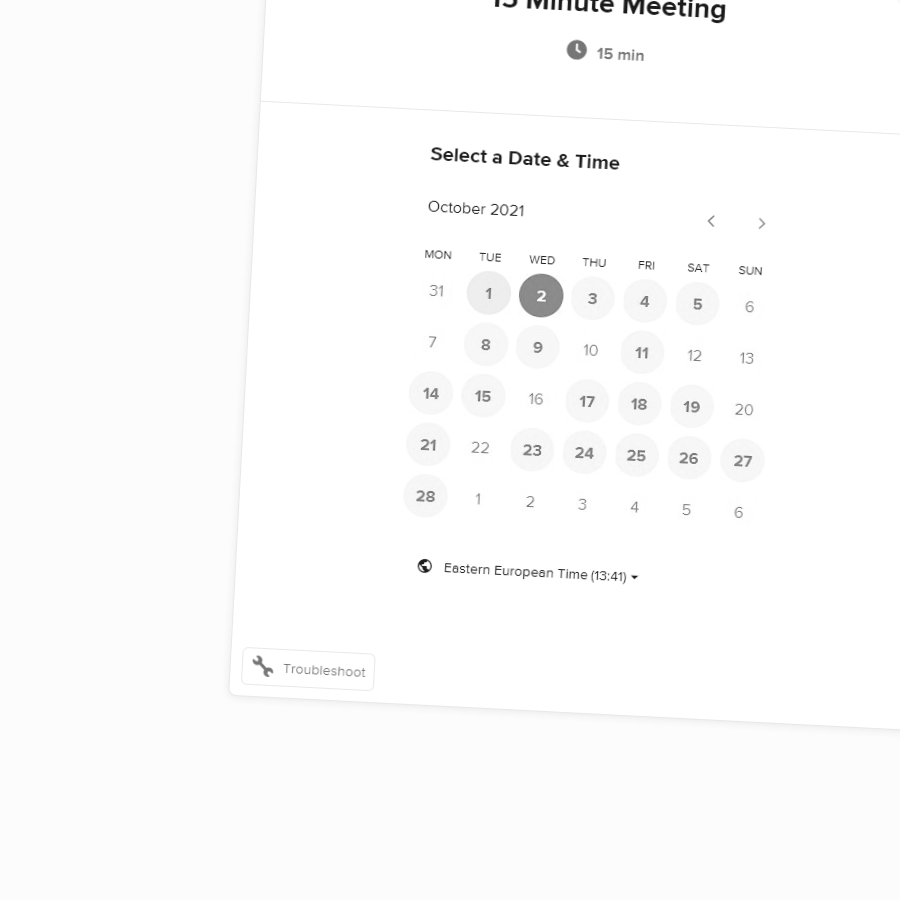 15 Minute Meeting
15 min
Select a Date & Time
October 2021
MON TUE WED THU FRI SAT SUN
31 1 2 3 4 5 6
7 8 9 10 11 12 13
14 15 16 17 18 19 20
21 22 23 24 25 26 27
28 1 2 3 4 5 6
Eastern European Time (13:41)
Troubleshoot